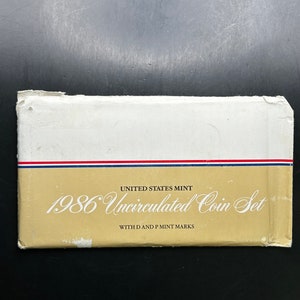 UNITED STATES MINT
1986 Uncirculated Coin Set
WITH D AND P MINT MARKS